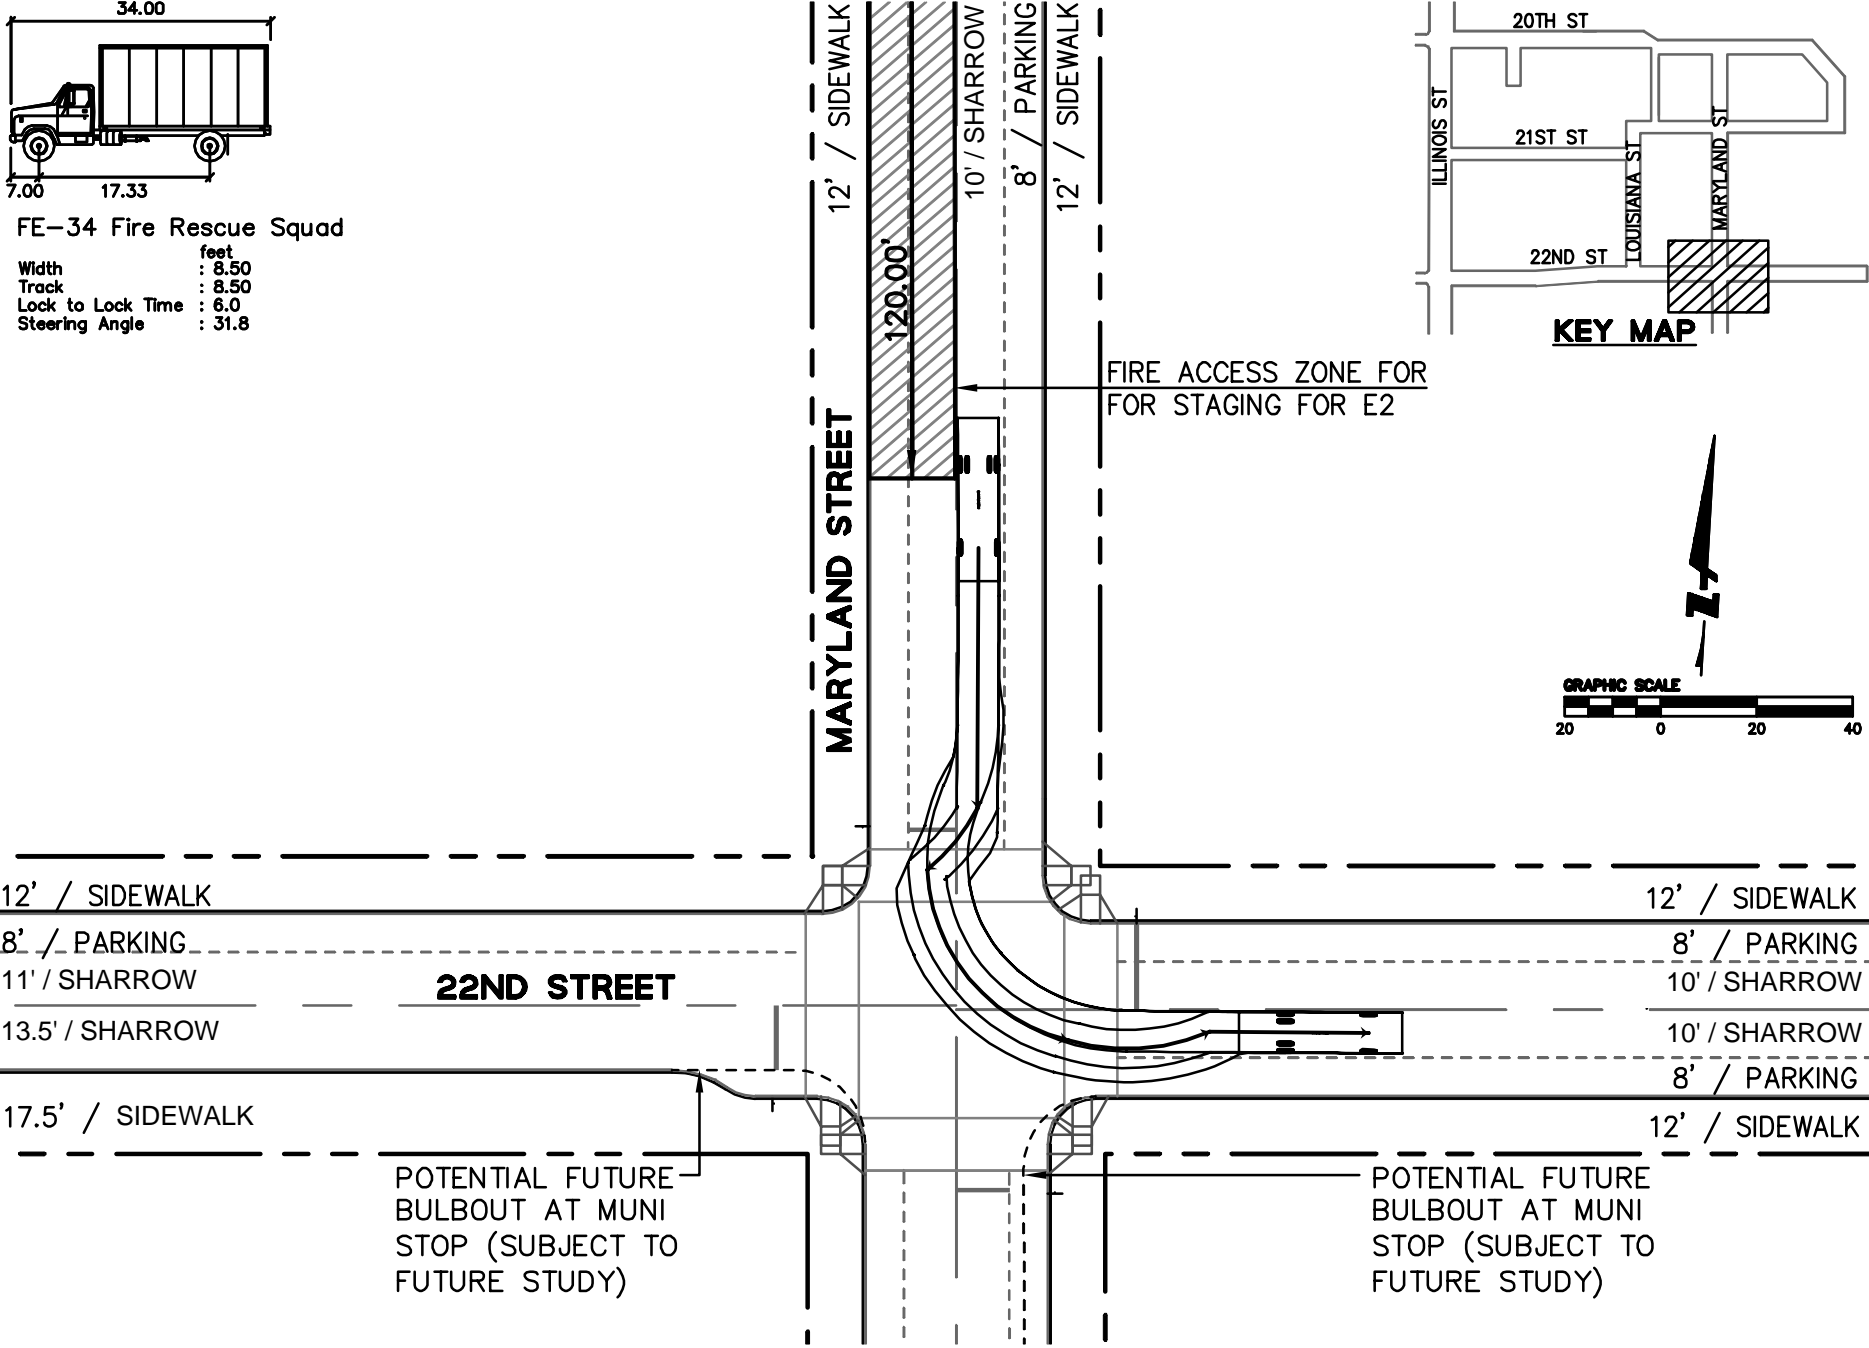 34.00
7.00 17.33
FE-34 Fire Rescue Squad
feet
Width : 8.50
Track : 8.50
Lock to Lock Time : 6.0
Steering Angle : 31.8
12' / SIDEWALK
10' / SHARROW
8' / PARKING
12' / SIDEWALK
120.00'
MARYLAND STREET
FIRE ACCESS ZONE FOR
FOR STAGING FOR E2
20TH ST
21ST ST
22ND ST
ILLINOIS ST
LOUISIANA ST
MARYLAND ST
KEY MAP
Z
GRAPHIC SCALE
20 0 20 40
12' / SIDEWALK
8' / PARKING
11' / SHARROW
22ND STREET
13.5' / SHARROW
17.5' / SIDEWALK
12' / SIDEWALK
8' / PARKING
10' / SHARROW
10' / SHARROW
8' / PARKING
12' / SIDEWALK
POTENTIAL FUTURE
BULBOUT AT MUNI
STOP (SUBJECT TO
FUTURE STUDY)
POTENTIAL FUTURE
BULBOUT AT MUNI
STOP (SUBJECT TO
FUTURE STUDY)